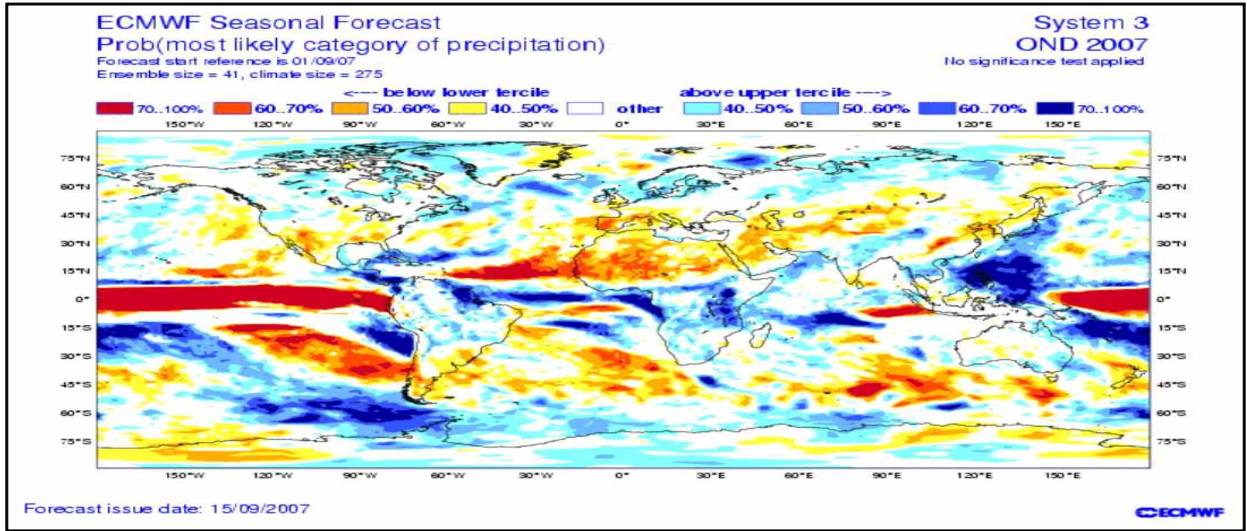 ECMWF Seasonal Forecast System 3
Prob(most likely category of precipitation) OND 2007
Forecast start reference is 01/09/07 No significance test applied
Ensemble size = 41, climate size = 275
<---- below lower tercile above upper tercile ---->
70..100% 60..70% 50..60% 40..50% other 40..50% 50..60% 60..70% 70..100%
150°W 120°W 90°W 60°W 30°W 0° 30°E 60°E 90°E 120°E 150°E
75°N 75°N
60°N 60°N
45°N 45°N
30°N 30°N
15°N 15°N
0° 0°
15°S 15°S
30°S 30°S
45°S 45°S
60°S 60°S
75°S 75°S
150°W 120°W 90°W 60°W 30°W 0° 30°E 60°E 90°E 120°E 150°E
Forecast issue date: 15/09/2007 ECMWF